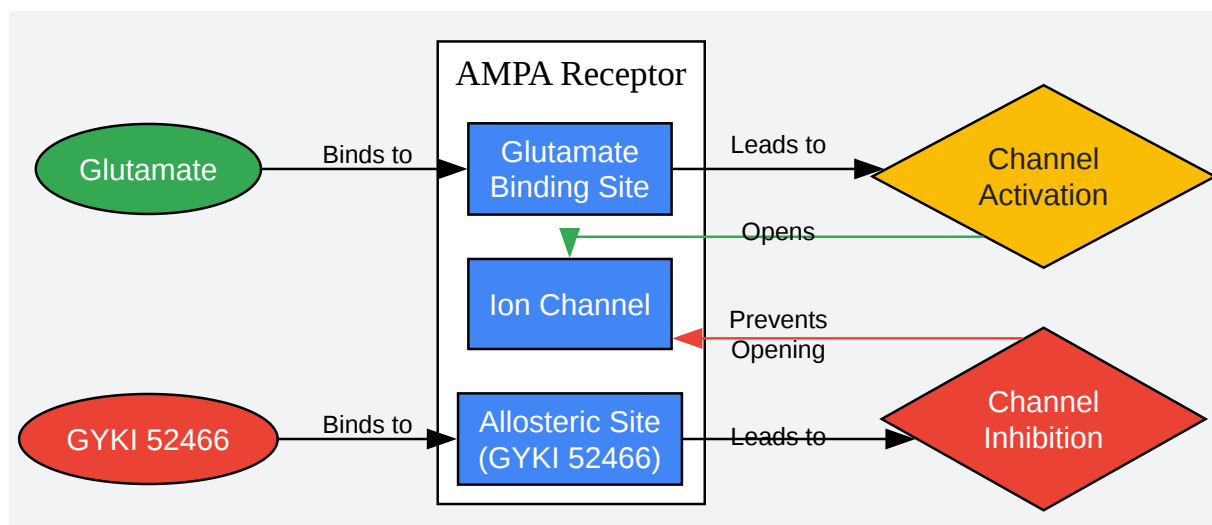 AMPA Receptor
Glutamate
Binds to
Glutamate
Binding Site
Leads to
Channel
Activation
Opens
Ion Channel
Prevents
Opening
GYKI 52466
Binds to
Allosteric Site
(GYKI 52466)
Leads to
Channel
Inhibition